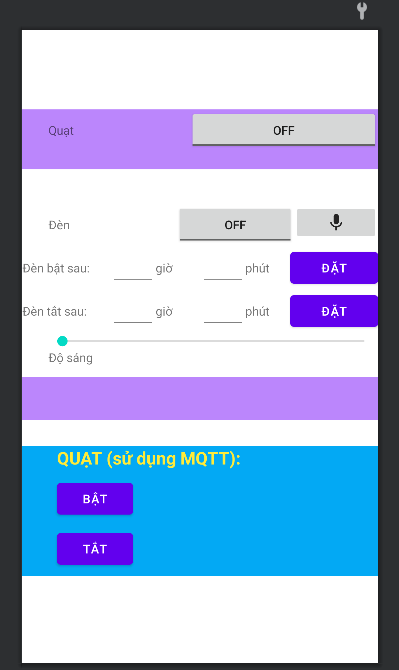 Quạt OFF
Đèn OFF
Đèn bật sau: giờ phút ĐẶT
Đèn tắt sau: giờ phút ĐẶT
Độ sáng
QUẠT (sử dụng MQTT):
BẬT
TẮT